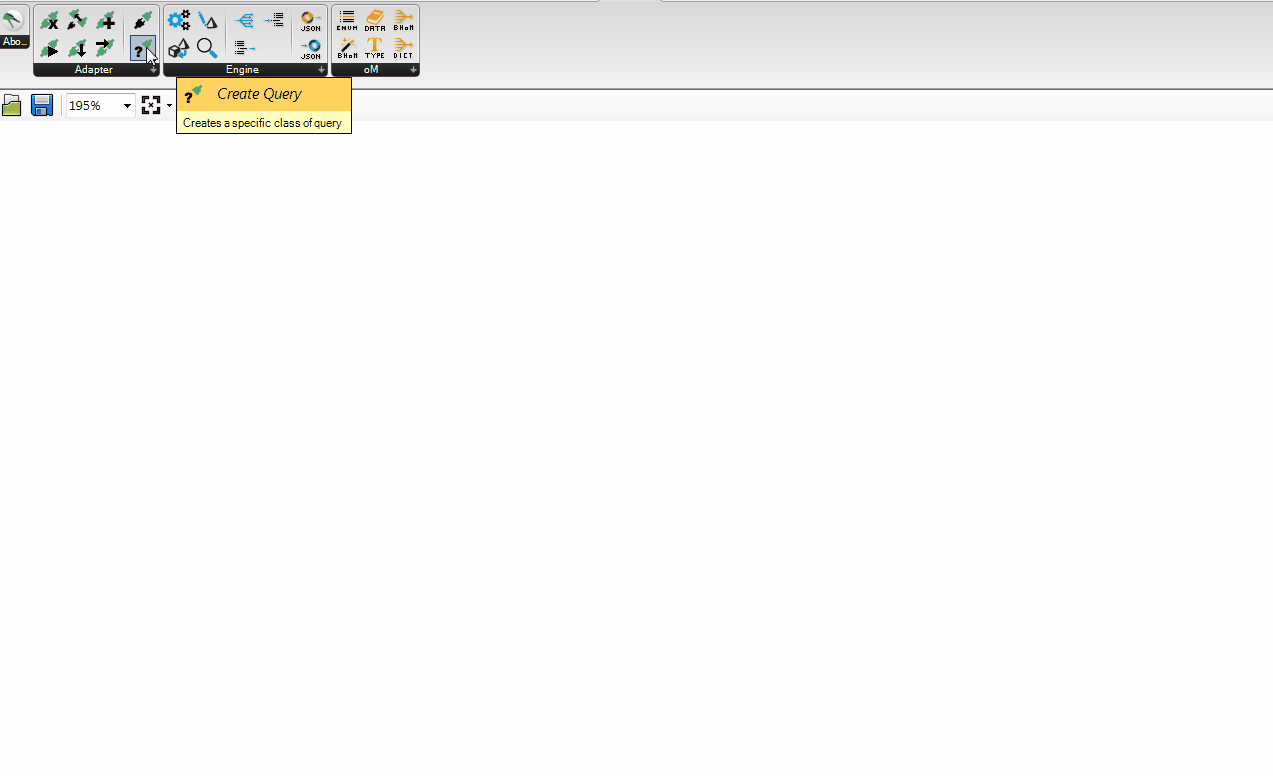 Abo...
JSON
ENUM DATA BHoM
? JSON
BHoM TYPE DICT
Adapter
Engine
oM
195%
? Create Query
Creates a specific class of query